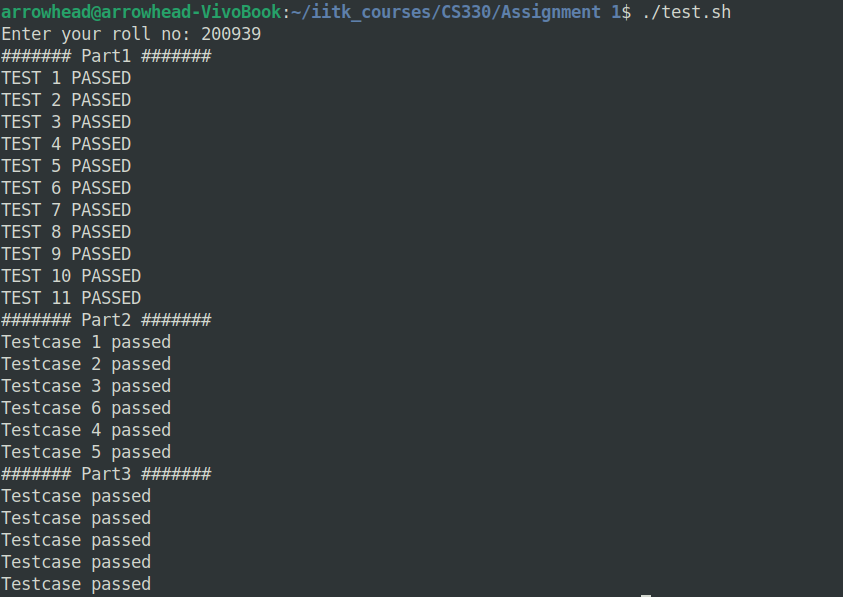 arrowhead@arrowhead-VivoBook:~/iitk_courses/CS330/Assignment 1$ ./test.sh
Enter your roll no: 200939
####### Part1 #######
TEST 1 PASSED
TEST 2 PASSED
TEST 3 PASSED
TEST 4 PASSED
TEST 5 PASSED
TEST 6 PASSED
TEST 7 PASSED
TEST 8 PASSED
TEST 9 PASSED
TEST 10 PASSED
TEST 11 PASSED
####### Part2 #######
Testcase 1 passed
Testcase 2 passed
Testcase 3 passed
Testcase 6 passed
Testcase 4 passed
Testcase 5 passed
####### Part3 #######
Testcase passed
Testcase passed
Testcase passed
Testcase passed
Testcase passed